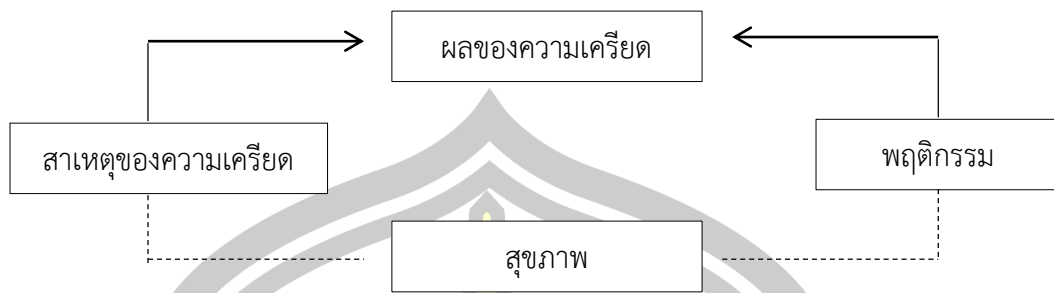 ผลของความเครียด
สาเหตุของความเครียด
พฤติกรรม
สุขภาพ